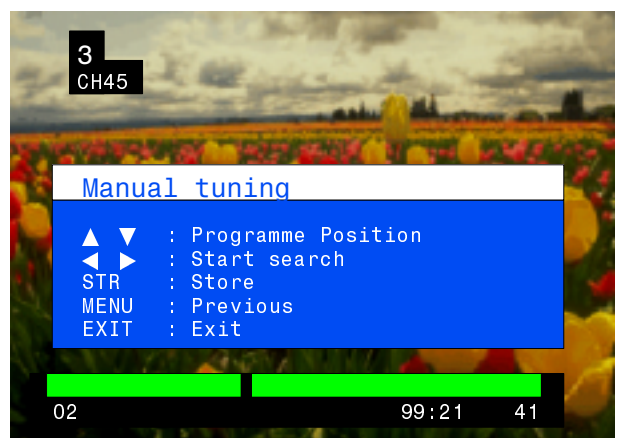 3
CH45
Manual tuning
▲ ▼ : Programme Position
◀ ▶ : Start search
STR : Store
MENU : Previous
EXIT : Exit
02 99:21 41